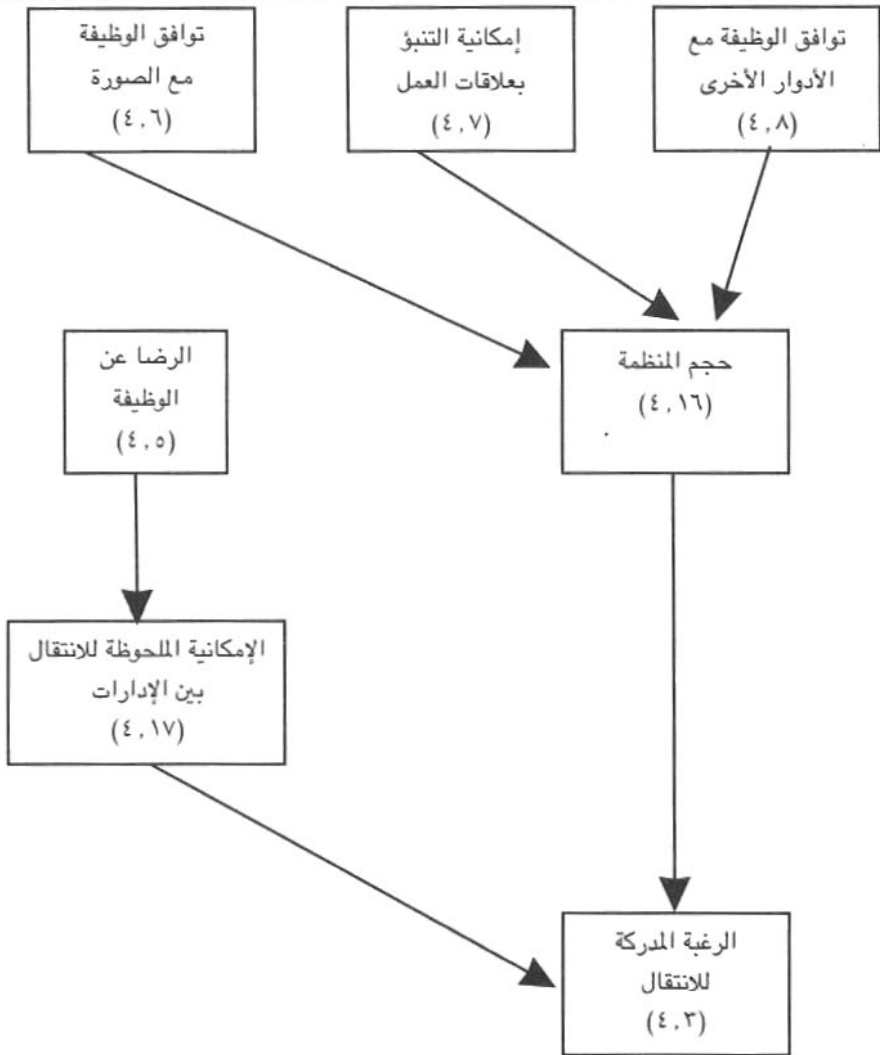 توافق الوظيفة مع
الأدوار الأخرى
(٤,٨)
إمكانية التنبؤ
بعلاقات العمل
(٤,٧)
توافق الوظيفة
مع الصورة
(٤,٦)
حجم المنظمة
(٤,١٦)
الرضا عن
الوظيفة
(٤,٥)
الإمكانية الملحوظة للانتقال
بين الإدارات
(٤,١٧)
الرغبة المدركة
للانتقال
(٤,٣)